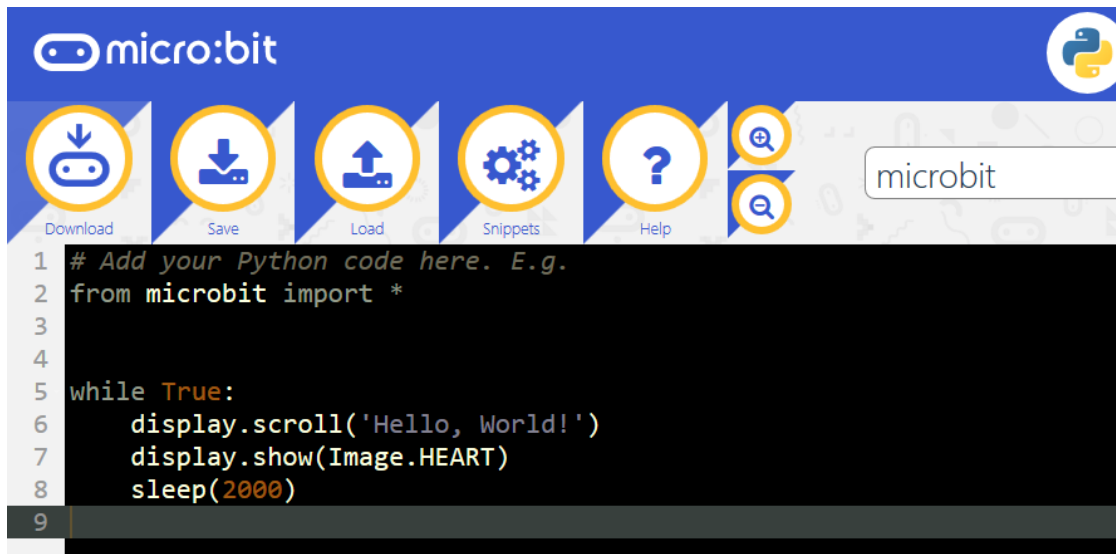 micro:bit
Download Save Load Snippets Help
microbit
1 # Add your Python code here. E.g.
2 from microbit import *
3
4
5 while True:
6     display.scroll('Hello, World!')
7     display.show(Image.HEART)
8     sleep(2000)
9